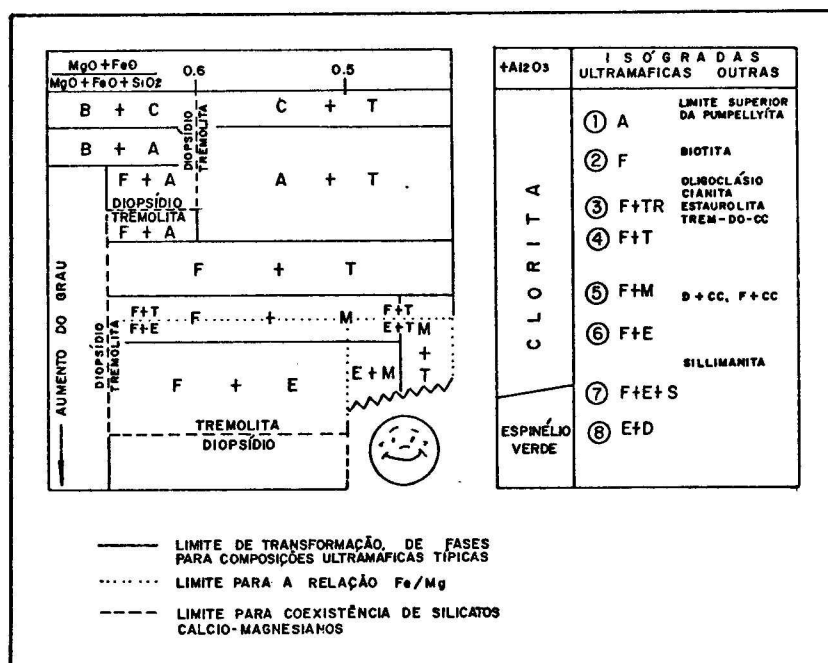 MgO + FeO
MgO + FeO + SiO2
0.6
0.5
B + C
C + T
B + A
DIOPSÍDIO
TREMOLITA
F + A
A + T
DIOPSÍDIO
TREMOLITA
F + A
F + T
F+T
F+E
F + M
F+T
E+T
M
+
T
F + E
E+M
DIOPSÍDIO
TREMOLITA
TREMOLITA
DIOPSÍDIO
AUMENTO DO GRAU
+Al2O3
ISÓGRADAS
ULTRAMAFICAS OUTRAS
CLORITA
ESPINÉLIO
VERDE
1 A
LIMITE SUPERIOR
DA PUMPELLYÍTA
2 F
BIOTITA
OLIGOCLÁSIO
CIANITA
3 F+TR
ESTAUROLITA
TREM-DO-CC
4 F+T
5 F+M
D+CC, F+CC
6 F+E
SILLIMANITA
7 F+E+S
8 E+D
LIMITE DE TRANSFORMAÇÃO, DE FASES
PARA COMPOSIÇÕES ULTRAMAFICAS TÍPICAS
LIMITE PARA A RELAÇÃO Fe/Mg
LIMITE PARA COEXISTÊNCIA DE SILICATOS
CALCIO-MAGNESIANOS